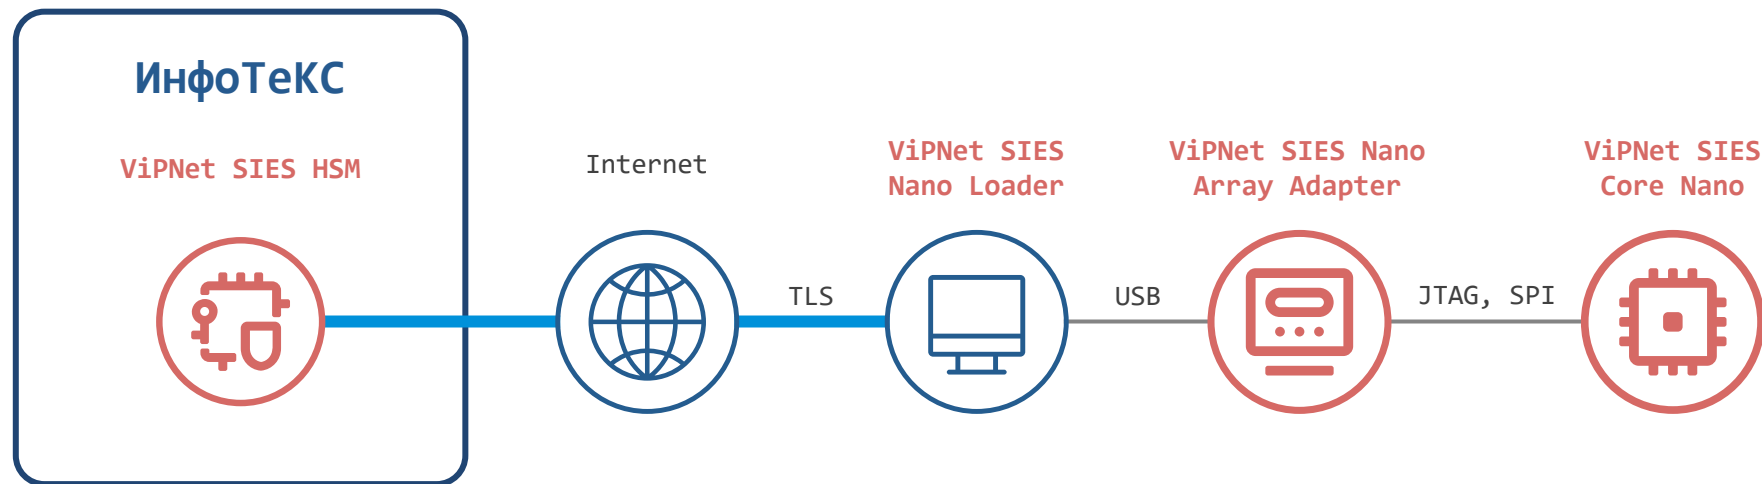 ИнфоТеКС
ViPNet SIES HSM
Internet
TLS
ViPNet SIES
Nano Loader
USB
ViPNet SIES Nano
Array Adapter
JTAG, SPI
ViPNet SIES
Core Nano